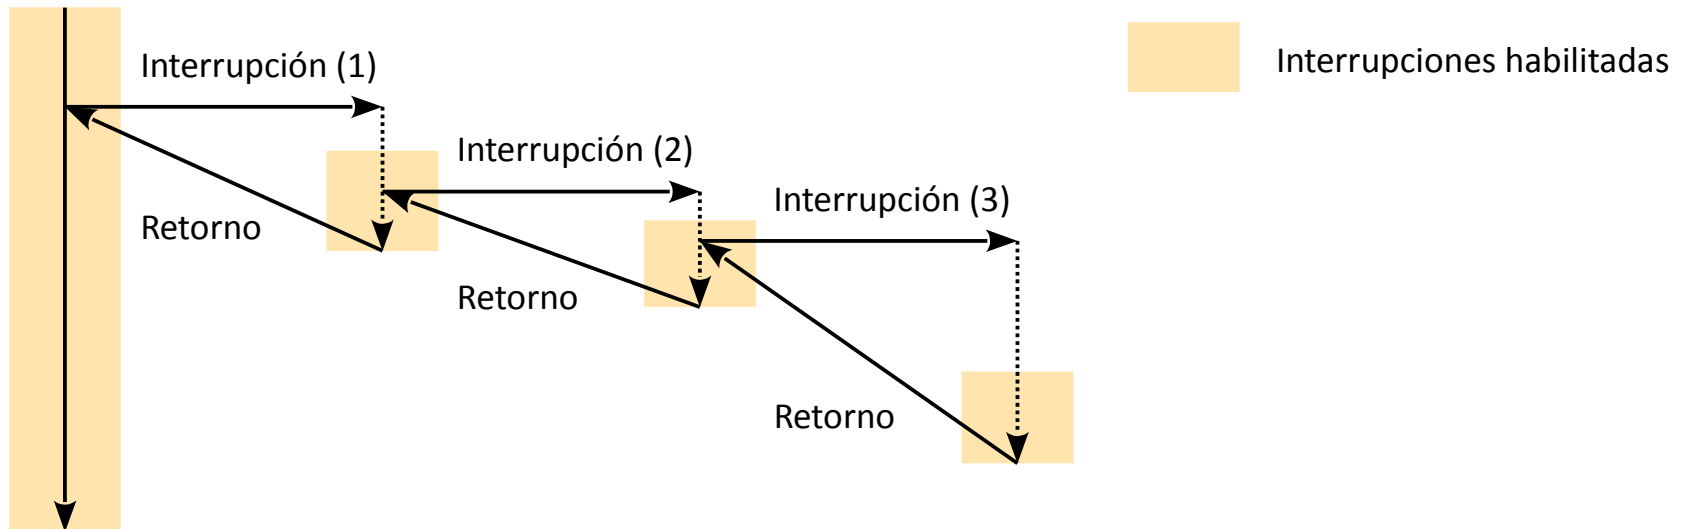 Interrupción (1)
Interrupciones habilitadas
Interrupción (2)
Interrupción (3)
Retorno
Retorno
Retorno